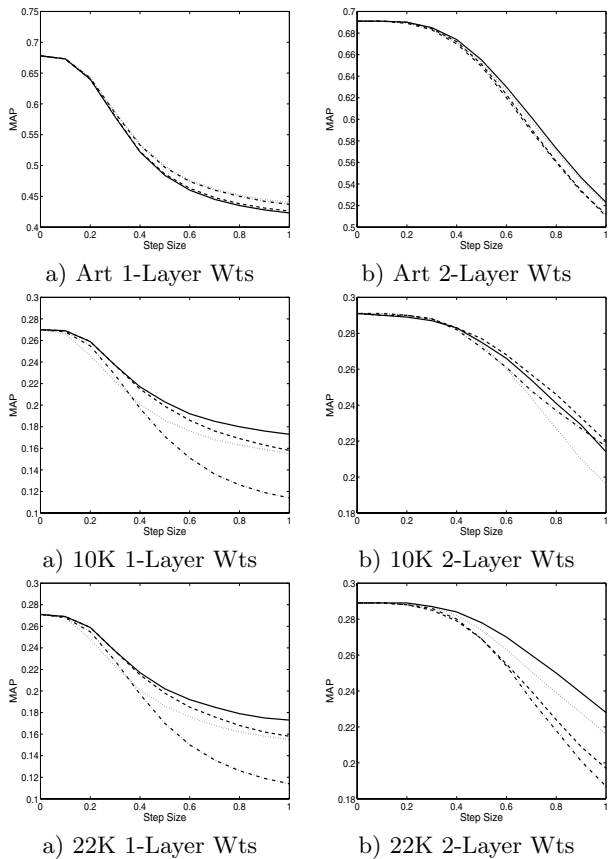 0.75
0.7
0.65
0.6
0.55
0.5
0.45
0.4
MAP
0 0.2 0.4 0.6 0.8 1
Step Size
a) Art 1-Layer Wts
0.7
0.68
0.66
0.64
0.62
0.6
0.58
0.56
0.54
0.52
0.5
MAP
0 0.2 0.4 0.6 0.8 1
Step Size
b) Art 2-Layer Wts
0.3
0.28
0.26
0.24
0.22
0.2
0.18
0.16
0.14
0.12
0.1
MAP
0 0.2 0.4 0.6 0.8 1
Step Size
a) 10K 1-Layer Wts
0.3
0.28
0.26
0.24
0.22
0.2
0.18
MAP
0 0.2 0.4 0.6 0.8 1
Step Size
b) 10K 2-Layer Wts
0.3
0.28
0.26
0.24
0.22
0.2
0.18
0.16
0.14
0.12
0.1
MAP
0 0.2 0.4 0.6 0.8 1
Step Size
a) 22K 1-Layer Wts
0.3
0.28
0.26
0.24
0.22
0.2
0.18
MAP
0 0.2 0.4 0.6 0.8 1
Step Size
b) 22K 2-Layer Wts